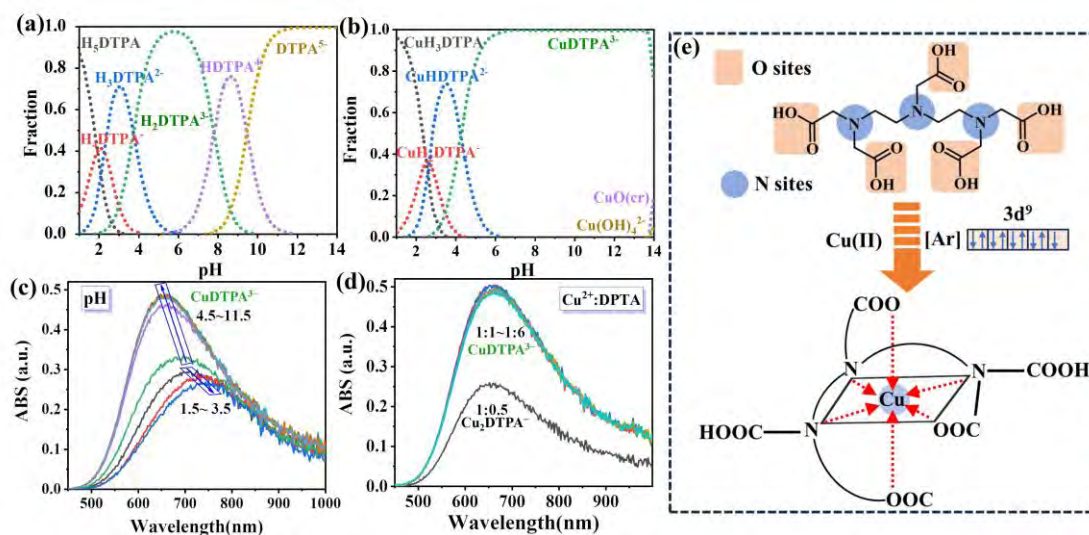 (a)
1.0
0.8
0.6
0.4
0.2
0.0
Fraction
H₅DTPA
H₃DTPA²⁻
H₂DTPA³⁻
HDTPA⁴⁻
DTPA⁵⁻
2 4 6 8 10 12 14
pH
(b)
1.0
0.8
0.6
0.4
0.2
0.0
Fraction
CuH₃DTPA
CuHDTPA²⁻
CuDTPA³⁻
CuO(cr)
Cu(OH)₄²⁻
2 4 6 8 10 12 14
pH
(c)
pH
0.5
0.4
0.3
0.2
0.1
0.0
ABS (a.u.)
CuDTPA³⁻
4.5~11.5
1.5~ 3.5
500 600 700 800 900 1000
Wavelength(nm)
(d)
Cu²⁺:DPTA
0.5
0.4
0.3
0.2
0.1
0.0
ABS (a.u.)
1:1~1:6
CuDTPA³⁻
1:0.5
Cu₂DTPA⁻
500 600 700 800 900
Wavelength(nm)
(e)
O sites
N sites
O
OH
HO
O
N
N
N
OH
O
O
OH
O
OH
Cu(II)
[Ar]
3d⁹
COO
N
N
COOH
Cu
HOOC
N
OOC
OOC